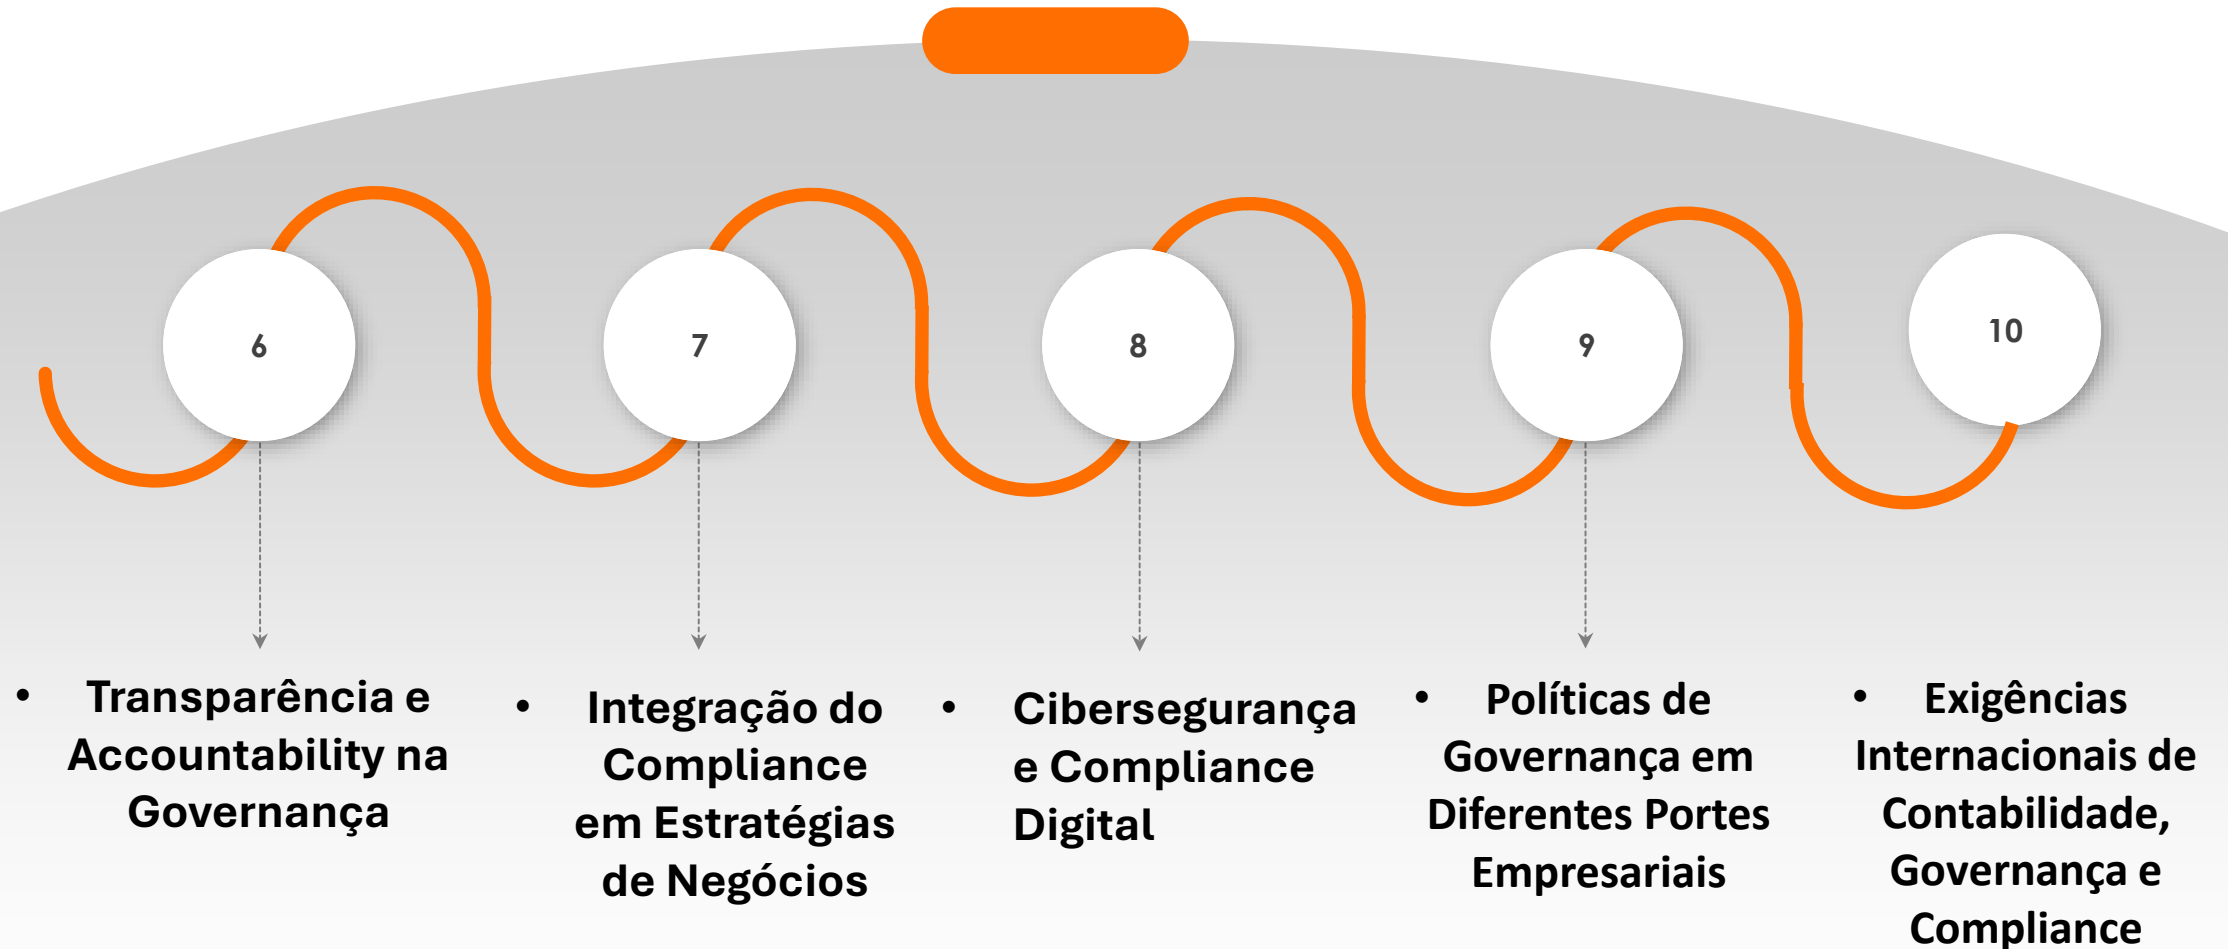 6
7
8
9
10
• Transparência e
Accountability na
Governança
• Integração do
Compliance
em Estratégias
de Negócios
• Cibersegurança
e Compliance
Digital
• Políticas de
Governança em
Diferentes Portes
Empresariais
• Exigências
Internacionais de
Contabilidade,
Governança e
Compliance